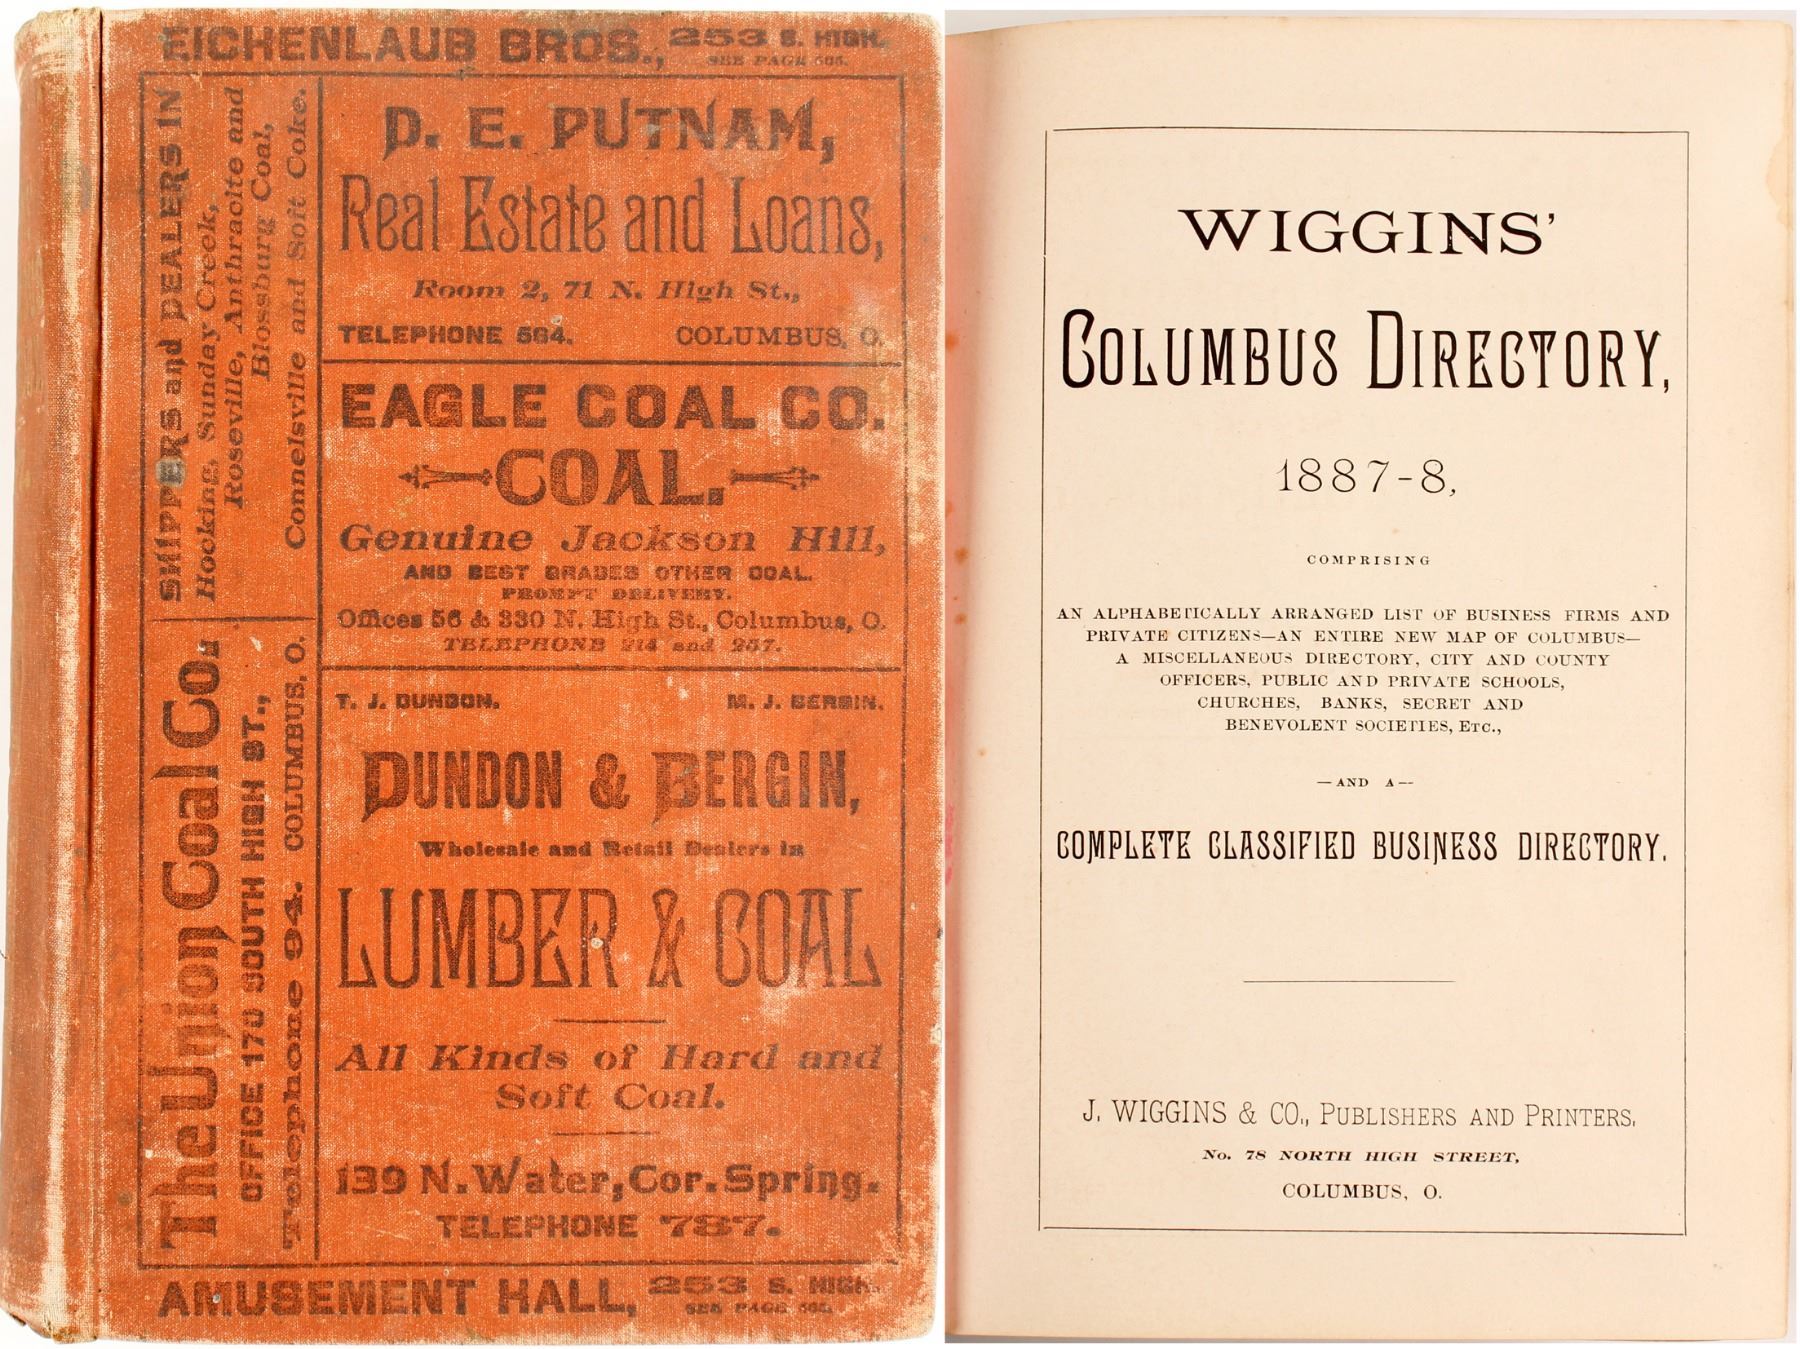 EICHENLAUB BROS., 253 S. HIGH.
SEE PAGE
SHIPPERS and DEALERS IN
Hocking, Sunday Creek,
Roseville, Anthracite and
Blossburg Coal,
Connelsville and Soft Coke.
The Union Coal Co.
OFFICE 170 SOUTH HIGH ST.,
Telephone 94. COLUMBUS, O.
D. E. PUTNAM,
Real Estate and Loans,
Room 2, 71 N. High St.,
TELEPHONE 564. COLUMBUS, O.
EAGLE COAL CO.
COAL.
Genuine Jackson Hill,
AND BEST GRADES OTHER COAL.
PROMPT DELIVERY.
Offices 56 & 330 N. High St., Columbus, O.
TELEPHONE 214 and 257.
T. J. DUNDON. M. J. BERGIN.
DUNDON & BERGIN,
Wholesale and Retail Dealers in
LUMBER & COAL
All Kinds of Hard and
Soft Coal.
139 N. Water, Cor. Spring.
TELEPHONE 787.
AMUSEMENT HALL, 253 S. HIGH.
SEE PAGE
WIGGINS'
COLUMBUS DIRECTORY,
1887-8,
COMPRISING
AN ALPHABETICALLY ARRANGED LIST OF BUSINESS FIRMS AND
PRIVATE CITIZENS—AN ENTIRE NEW MAP OF COLUMBUS—
A MISCELLANEOUS DIRECTORY, CITY AND COUNTY
OFFICERS, PUBLIC AND PRIVATE SCHOOLS,
CHURCHES, BANKS, SECRET AND
BENEVOLENT SOCIETIES, ETC.,
—AND A—
COMPLETE CLASSIFIED BUSINESS DIRECTORY.
J. WIGGINS & CO., PUBLISHERS AND PRINTERS,
No. 78 NORTH HIGH STREET,
COLUMBUS, O.